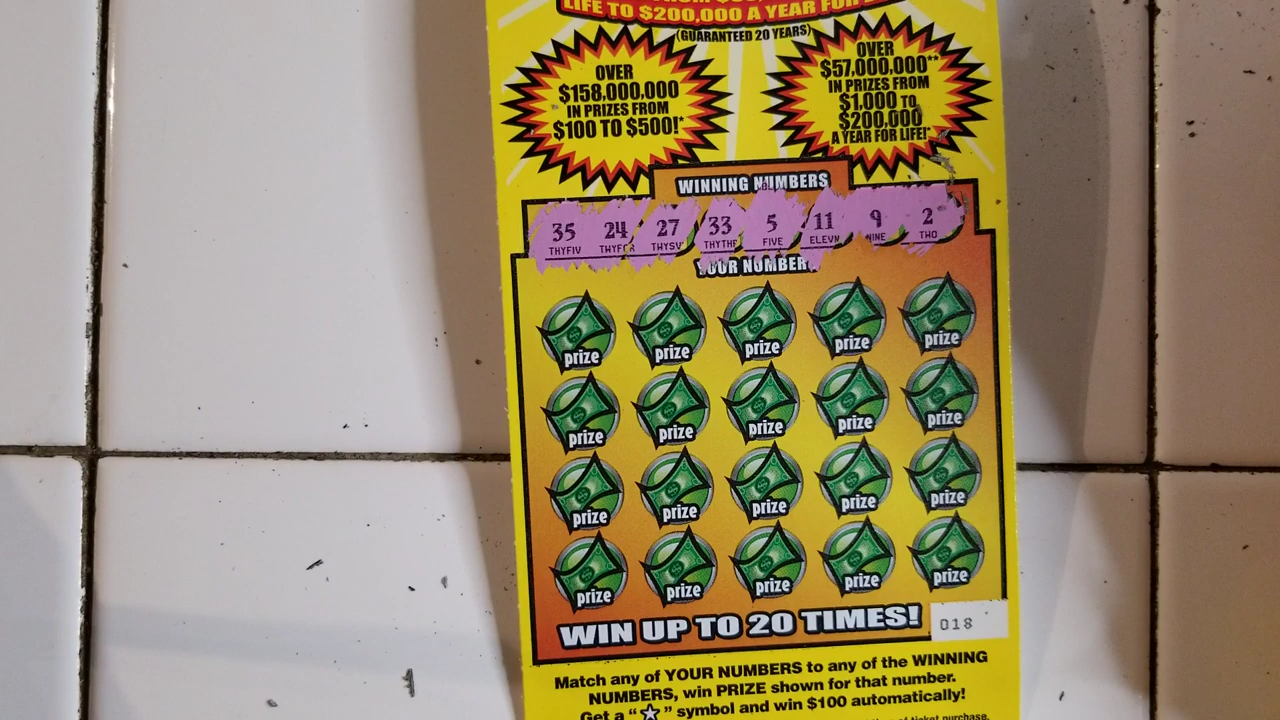 LIFE TO $200,000 A YEAR FOR
(GUARANTEED 20 YEARS)
OVER
$158,000,000
IN PRIZES FROM
$100 TO $500!*
OVER
$57,000,000**
IN PRIZES FROM
$1,000 TO
$200,000
A YEAR FOR LIFE!*
WINNING NUMBERS
35 24 27 33 5 11 9 2
THYFIV TWYFOR THYSV THYTHR FIVE ELEVN NINE TWO
YOUR NUMBERS
prize prize prize prize prize
prize prize prize prize prize
prize prize prize prize prize
prize prize prize prize prize
WIN UP TO 20 TIMES!
018
Match any of YOUR NUMBERS to any of the WINNING
NUMBERS, win PRIZE shown for that number.
Get a “☆” symbol and win $100 automatically!
of ticket purchase.